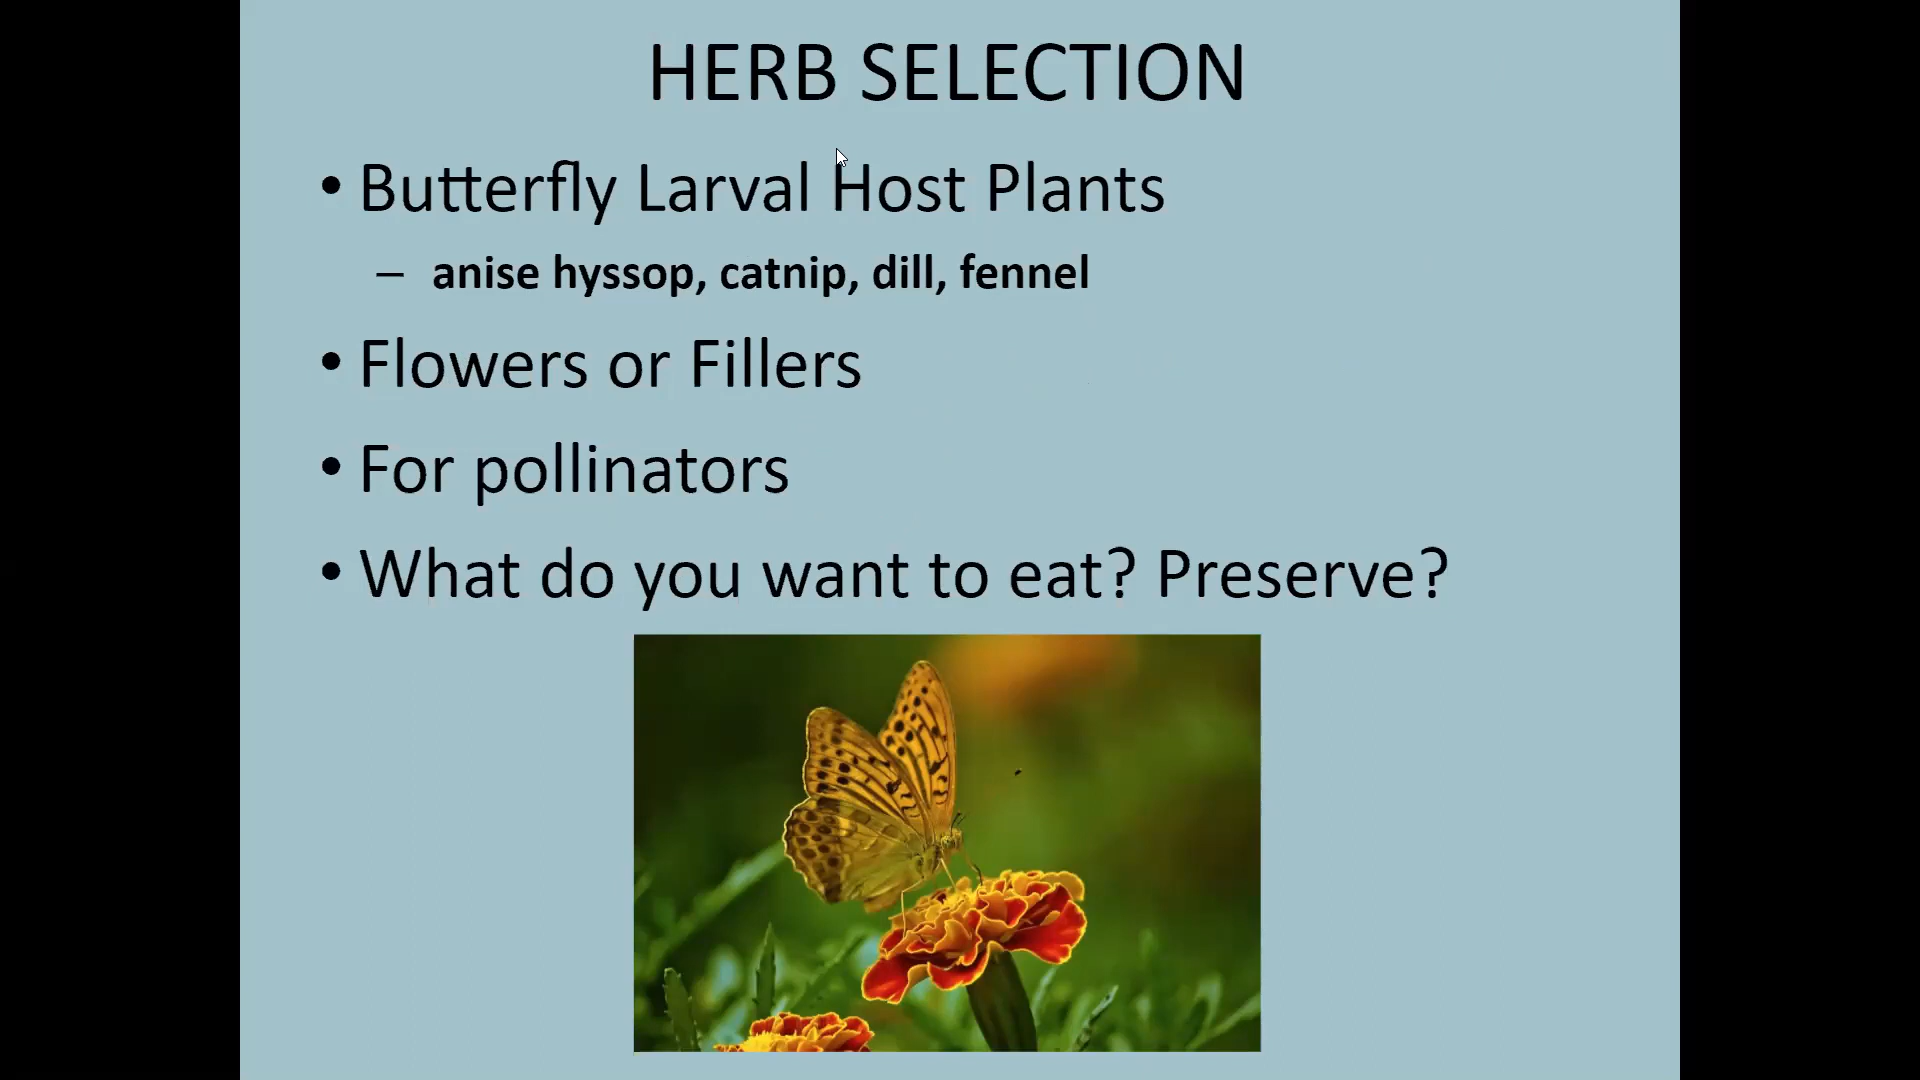 HERB SELECTION
• Butterfly Larval Host Plants
– anise hyssop, catnip, dill, fennel
• Flowers or Fillers
• For pollinators
• What do you want to eat? Preserve?